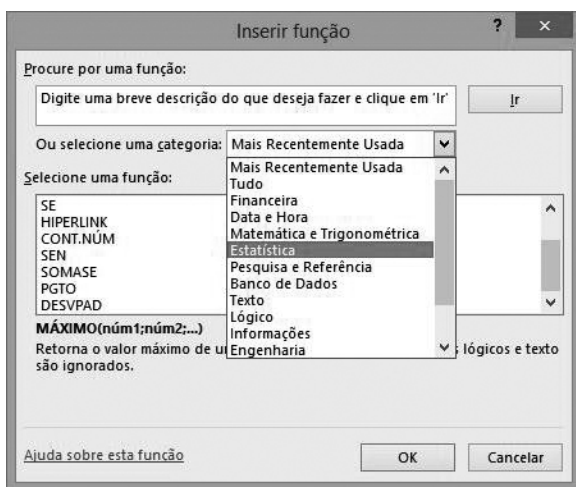 Inserir função
? ×
Procure por uma função:
Digite uma breve descrição do que deseja fazer e clique em 'Ir'
Ir
Ou selecione uma categoria: Mais Recentemente Usada
Mais Recentemente Usada
Tudo
Financeira
Data e Hora
Matemática e Trigonométrica
Estatística
Pesquisa e Referência
Banco de Dados
Texto
Lógico
Informações
Engenharia
Selecione uma função:
SE
HIPERLINK
CONT.NÚM
SEN
SOMASE
PGTO
DESVPAD
MÁXIMO(núm1;núm2;...)
Retorna o valor máximo de lógicos e texto
são ignorados.
Ajuda sobre esta função
OK
Cancelar